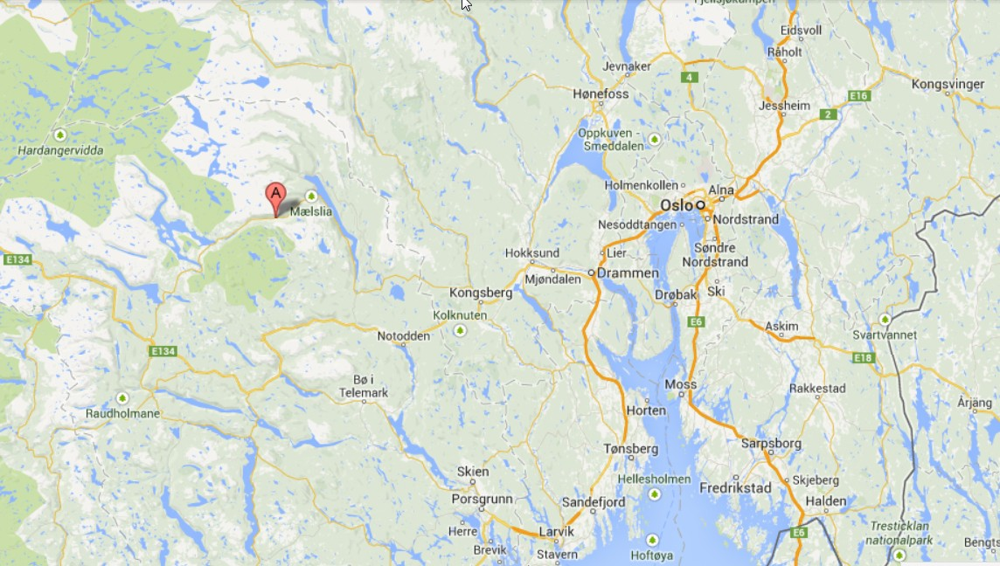 Fjellsjøkampen
Eidsvoll
Råholt
Jevnaker
4
Hønefoss
E16
Kongsvinger
Jessheim
2
Oppkuven -
Smeddalen
Hardangervidda
Holmenkollen
Alna
A
Mælslia
Oslo
Nordstrand
Nesoddtangen
Søndre
Nordstrand
Hokksund
Lier
E134
Mjøndalen
Drammen
Kongsberg
Drøbak
Ski
Kolknuten
E6
Askim
Svartvannet
Notodden
E134
E18
Bø i
Telemark
Moss
Rakkestad
Horten
Årjäng
Raudholmane
Tønsberg
Sarpsborg
Skien
Hellesholmen
Fredrikstad
Skjeberg
Porsgrunn
Sandefjord
Halden
Herre
Larvik
E6
Tresticklan
nationalpark
Brevik
Stavern
Hoftøya
Bengts